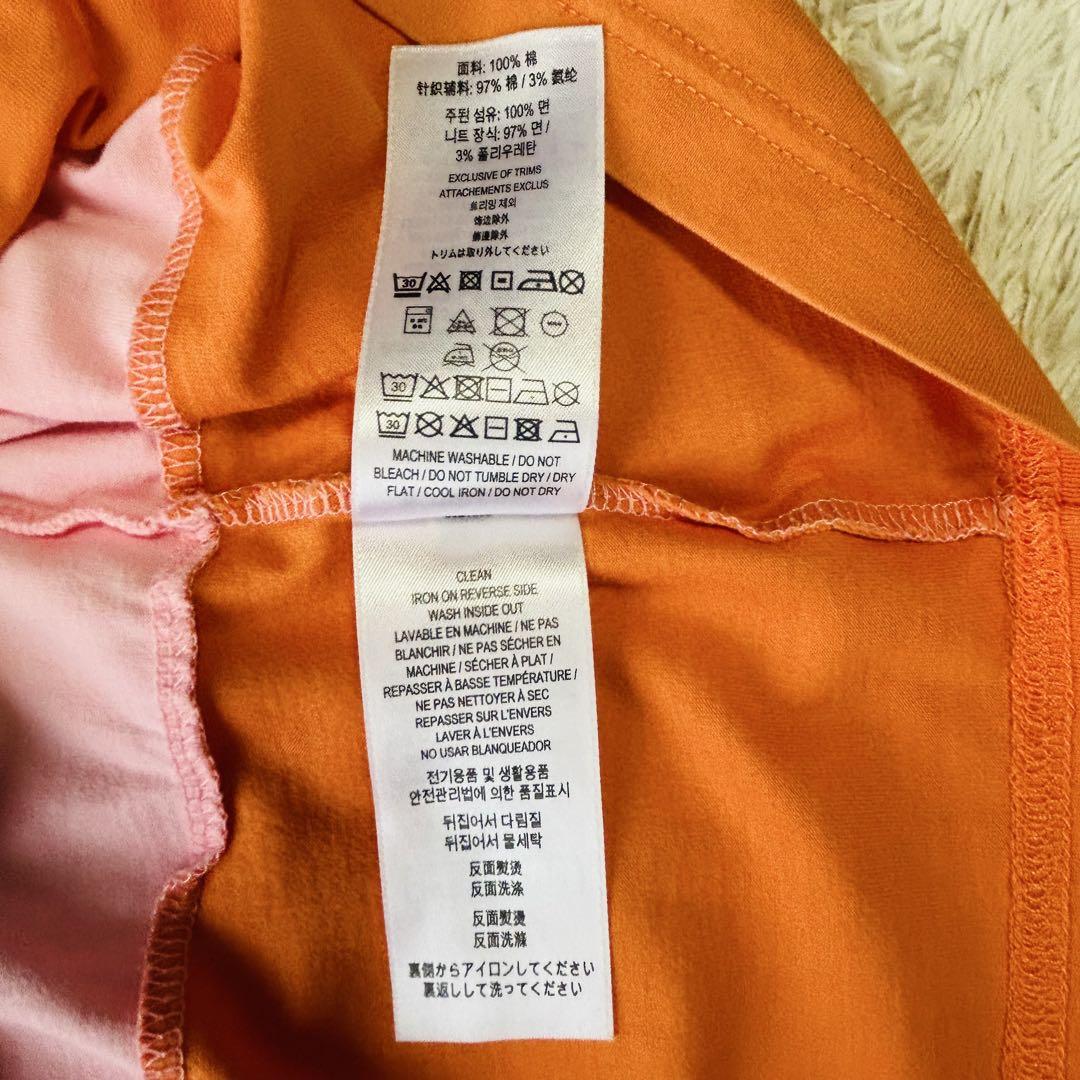 面料: 100% 棉
针织辅料: 97% 棉 / 3% 氨纶
주된 섬유: 100% 면
니트 장식: 97% 면 /
3% 폴리우레탄
EXCLUSIVE OF TRIMS
ATTACHEMENTS EXCLUS
트리밍 제외
饰边除外
飾邊除外
トリムは取り外してください
30
30
30
MACHINE WASHABLE / DO NOT
BLEACH / DO NOT TUMBLE DRY / DRY
FLAT / COOL IRON / DO NOT DRY
CLEAN
IRON ON REVERSE SIDE
WASH INSIDE OUT
LAVABLE EN MACHINE / NE PAS
BLANCHIR / NE PAS SÉCHER EN
MACHINE / SÉCHER À PLAT /
REPASSER À BASSE TEMPÉRATURE /
NE PAS NETTOYER À SEC
REPASSER SUR L'ENVERS
LAVER À L'ENVERS
NO USAR BLANQUEADOR
전기용품 및 생활용품
안전관리법에 의한 품질표시
뒤집어서 다림질
뒤집어서 물세탁
反面熨烫
反面洗涤
反面熨燙
反面洗滌
裏側からアイロンしてください
裏返しして洗ってください